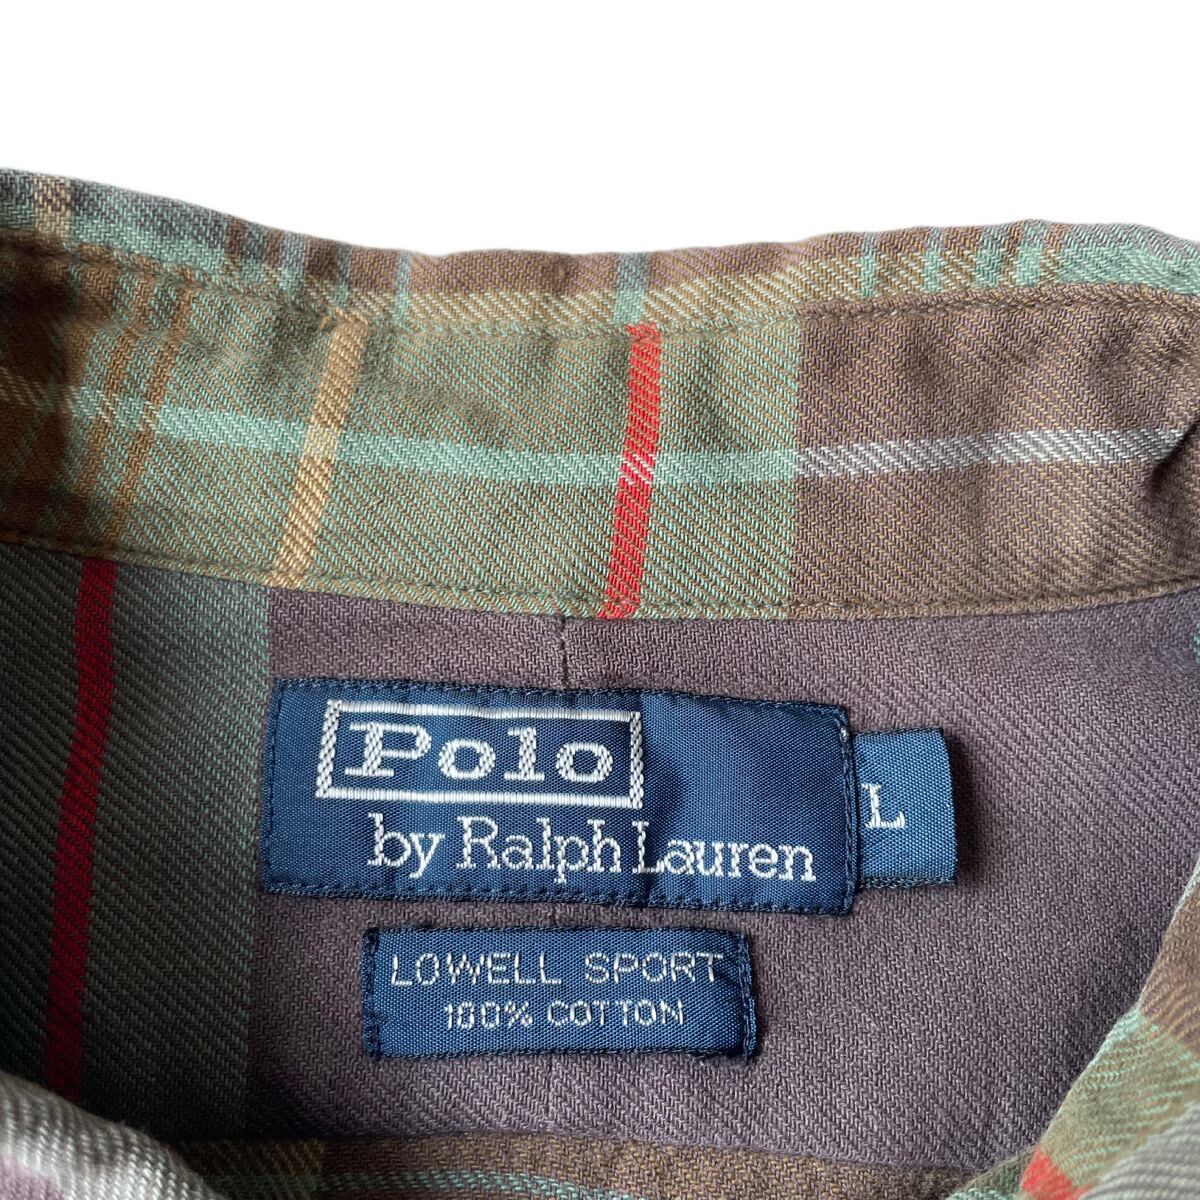 Polo
by Ralph Lauren
L
LOWELL SPORT
100% COTTON